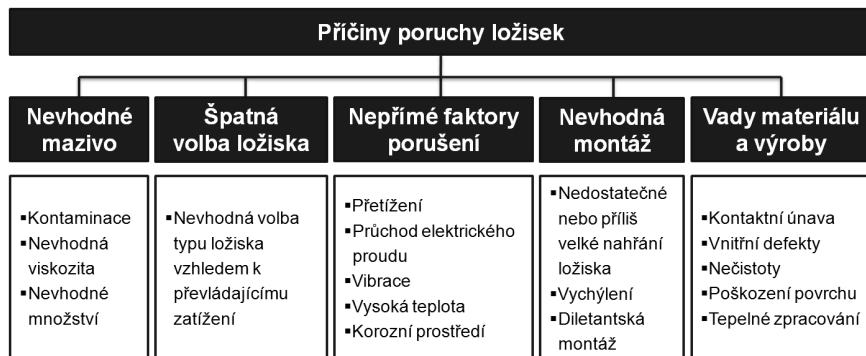 Příčiny poruchy ložisek
Nevhodné
mazivo
Špatná
volba ložiska
Nepřímé faktory
porušení
Nevhodná
montáž
Vady materiálu
a výroby
▪Kontaminace
▪Nevhodná
viskozita
▪Nevhodné
množství
▪Nevhodná volba
typu ložiska
vzhledem k
převládajícímu
zatížení
▪Přetížení
▪Průchod elektrického
proudu
▪Vibrace
▪Vysoká teplota
▪Korozní prostředí
▪Nedostatečné
nebo příliš
velké nahřání
ložiska
▪Vychýlení
▪Diletantská
montáž
▪Kontaktní únava
▪Vnitřní defekty
▪Nečistoty
▪Poškození povrchu
▪Tepelné zpracování